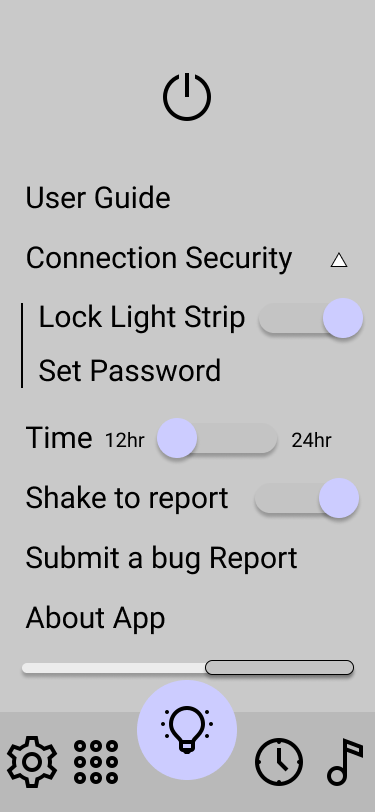 User Guide
Connection Security
Lock Light Strip
Set Password
Time 12hr 24hr
Shake to report
Submit a bug Report
About App